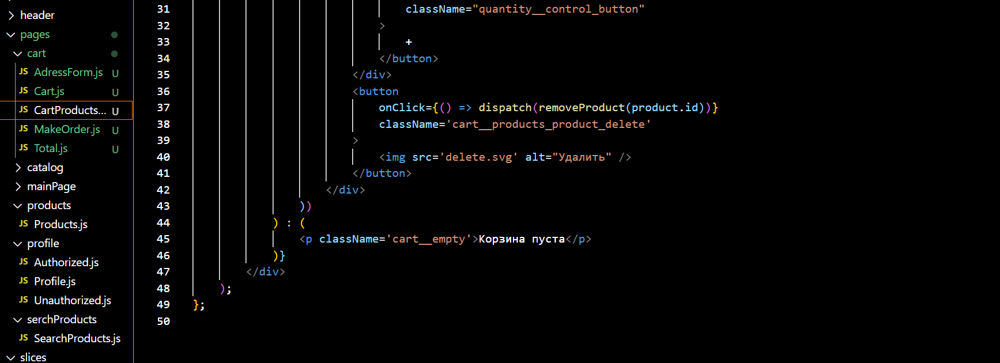 header
pages
cart
JS AdressForm.js U
JS Cart.js U
JS CartProducts... U
JS MakeOrder.js U
JS Total.js U
catalog
mainPage
products
JS Products.js
profile
JS Authorized.js
JS Profile.js
JS Unauthorized.js
serchProducts
JS SearchProducts.js
slices
31 className="quantity__control_button"
32 >
33 +
34 </button>
35 </div>
36 <button
37 onClick={() => dispatch(removeProduct(product.id))}
38 className='cart__products_product_delete'
39 >
40 <img src='delete.svg' alt="Удалить" />
41 </button>
42 </div>
43 ))
44 ) : (
45 <p className='cart__empty'>Корзина пуста</p>
46 )}
47 </div>
48 );
49 };
50